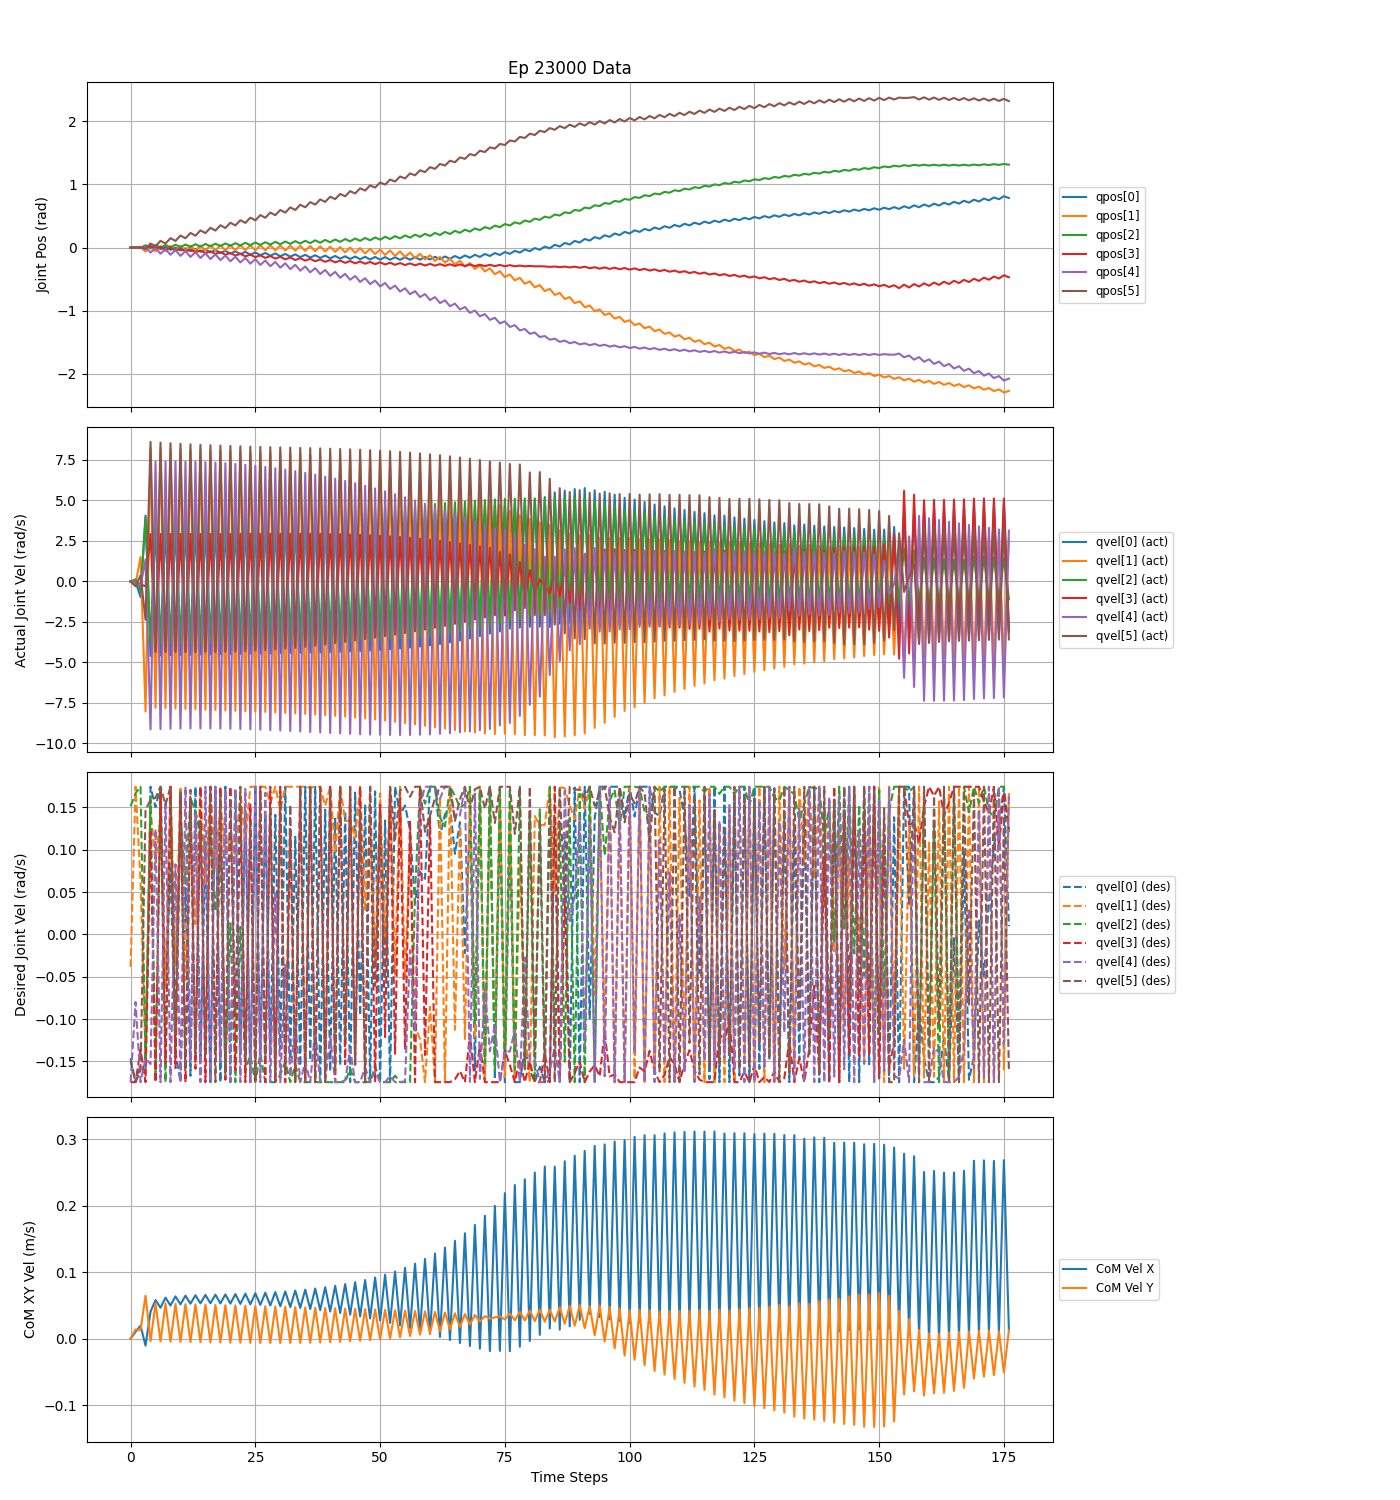 Ep 23000 Data
Joint Pos (rad)
2
1
0
−1
−2
qpos[0]
qpos[1]
qpos[2]
qpos[3]
qpos[4]
qpos[5]
Actual Joint Vel (rad/s)
7.5
5.0
2.5
0.0
−2.5
−5.0
−7.5
−10.0
qvel[0] (act)
qvel[1] (act)
qvel[2] (act)
qvel[3] (act)
qvel[4] (act)
qvel[5] (act)
Desired Joint Vel (rad/s)
0.15
0.10
0.05
0.00
−0.05
−0.10
−0.15
qvel[0] (des)
qvel[1] (des)
qvel[2] (des)
qvel[3] (des)
qvel[4] (des)
qvel[5] (des)
CoM XY Vel (m/s)
0.3
0.2
0.1
0.0
−0.1
CoM Vel X
CoM Vel Y
0 25 50 75 100 125 150 175
Time Steps